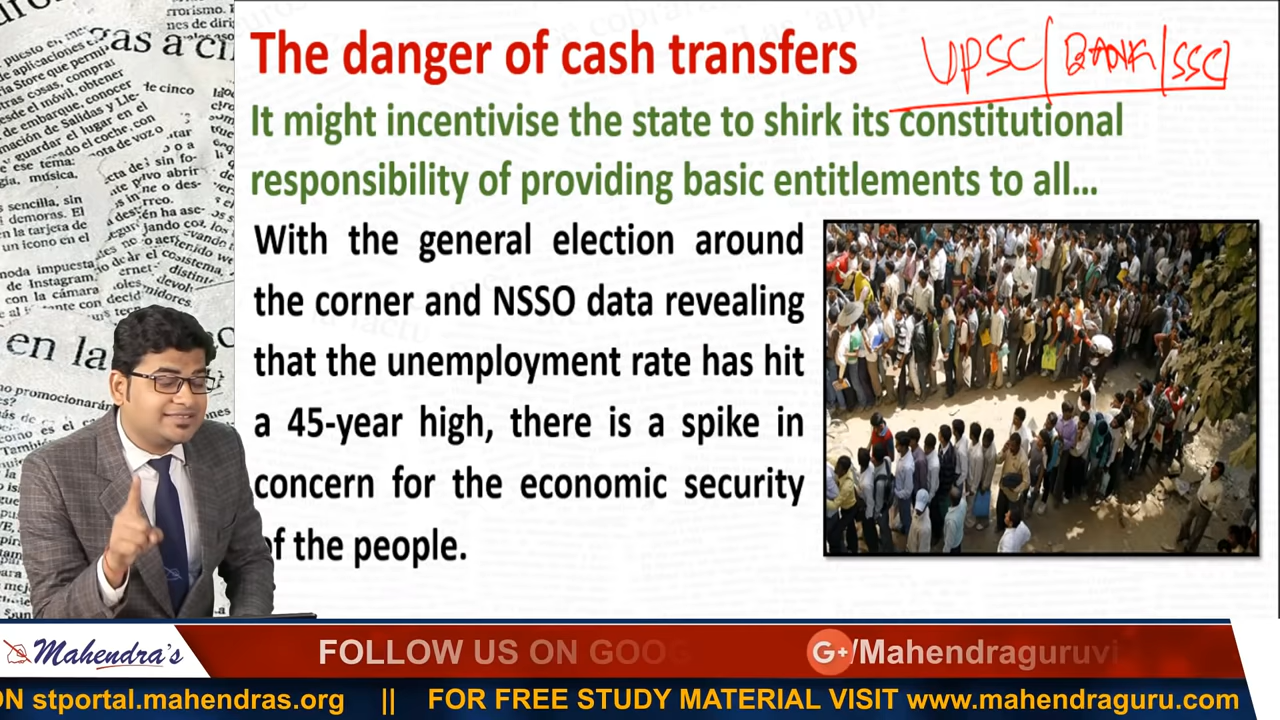 The danger of cash transfers
UPSC/BANK/SSC
It might incentivise the state to shirk its constitutional
responsibility of providing basic entitlements to all...
With the general election around
the corner and NSSO data revealing
that the unemployment rate has hit
a 45-year high, there is a spike in
concern for the economic security
of the people.
Mahendra's
FOLLOW US ON GOOG
G+/Mahendraguruvi
ON stportal.mahendras.org || FOR FREE STUDY MATERIAL VISIT www.mahendraguru.com